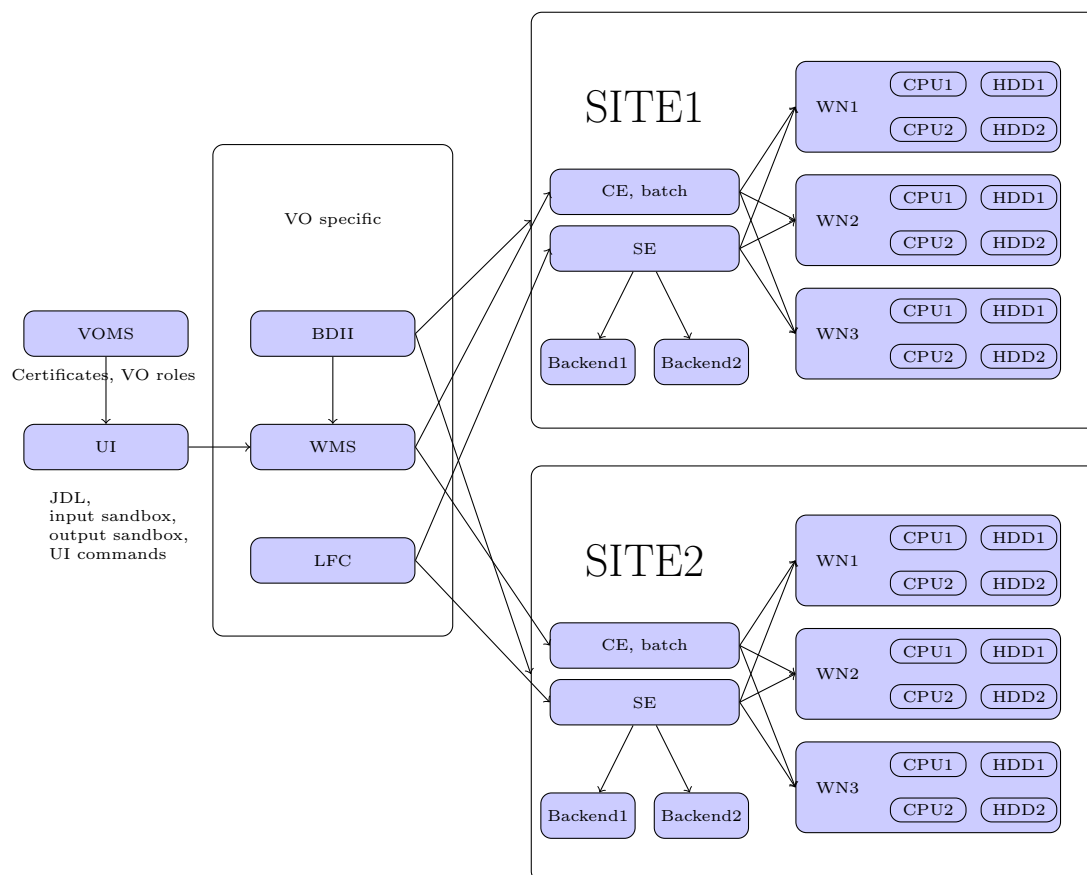 VOMS
Certificates, VO roles
UI
JDL,
input sandbox,
output sandbox,
UI commands
VO specific
BDII
WMS
LFC
SITE1
CE, batch
SE
Backend1
Backend2
WN1
CPU1
HDD1
CPU2
HDD2
WN2
CPU1
HDD1
CPU2
HDD2
WN3
CPU1
HDD1
CPU2
HDD2
SITE2
CE, batch
SE
Backend1
Backend2
WN1
CPU1
HDD1
CPU2
HDD2
WN2
CPU1
HDD1
CPU2
HDD2
WN3
CPU1
HDD1
CPU2
HDD2